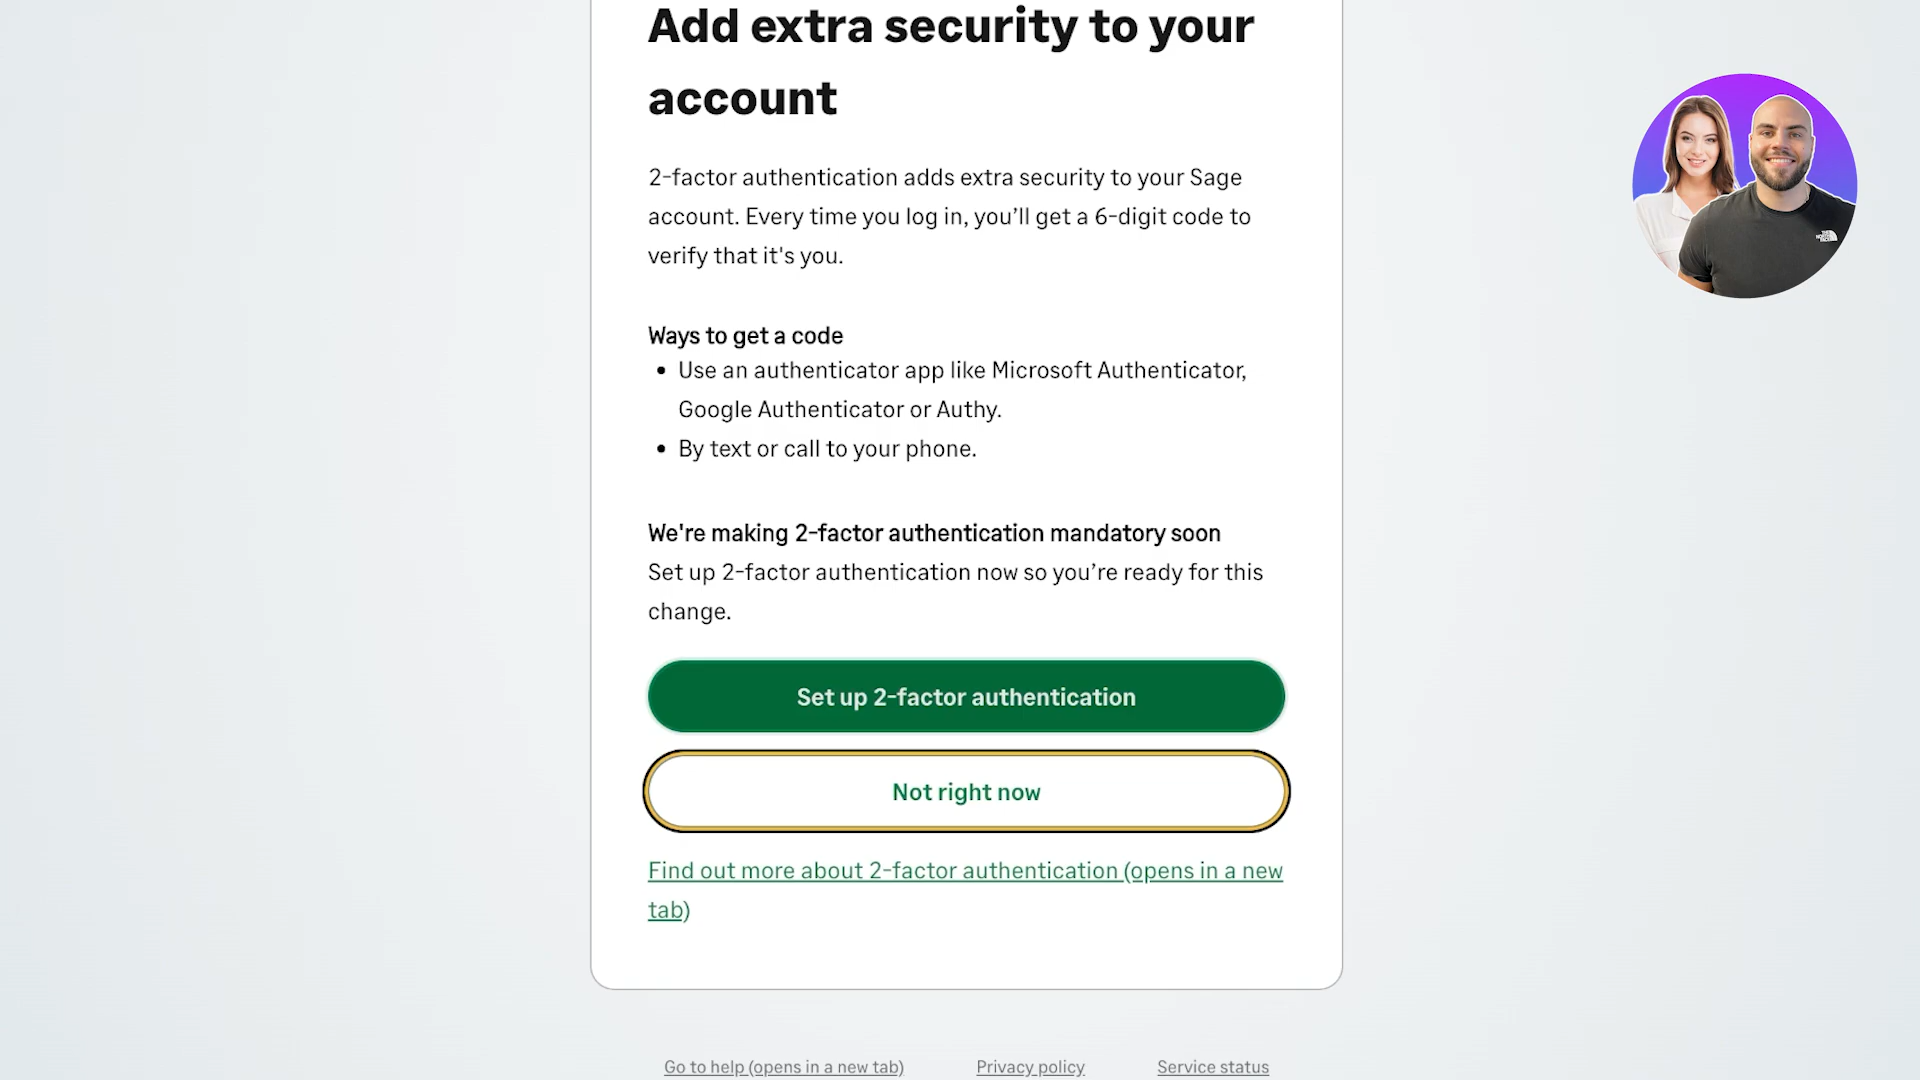 Add extra security to your
account
2-factor authentication adds extra security to your Sage
account. Every time you log in, you’ll get a 6-digit code to
verify that it's you.
Ways to get a code
• Use an authenticator app like Microsoft Authenticator,
Google Authenticator or Authy.
• By text or call to your phone.
We're making 2-factor authentication mandatory soon
Set up 2-factor authentication now so you’re ready for this
change.
Set up 2-factor authentication
Not right now
Find out more about 2-factor authentication (opens in a new
tab)
Go to help (opens in a new tab) Privacy policy Service status